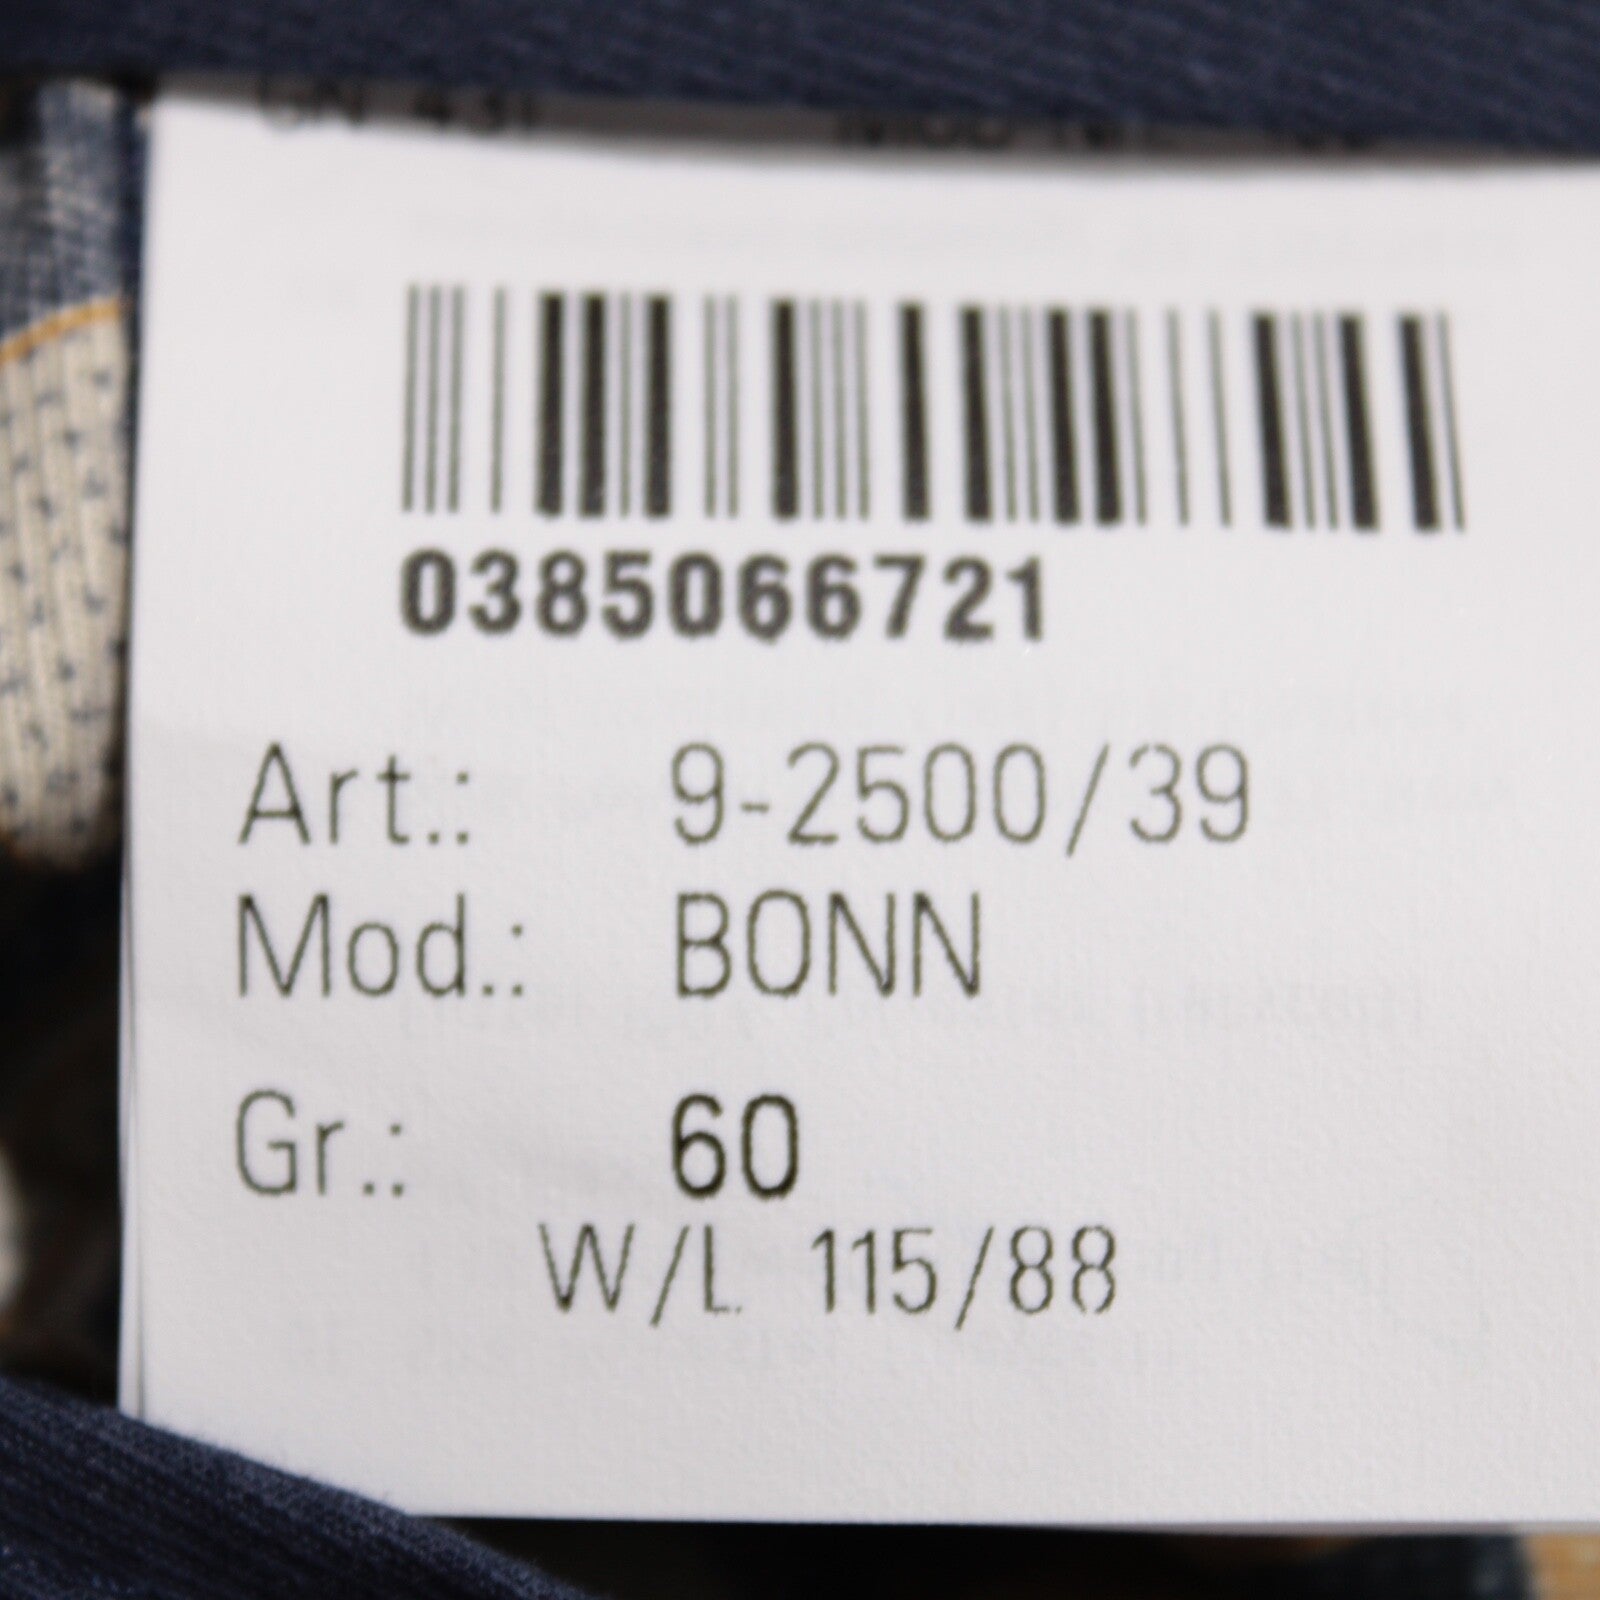 0385066721
Art.: 9-2500/39
Mod.: BONN
Gr.: 60
W/L 115/88